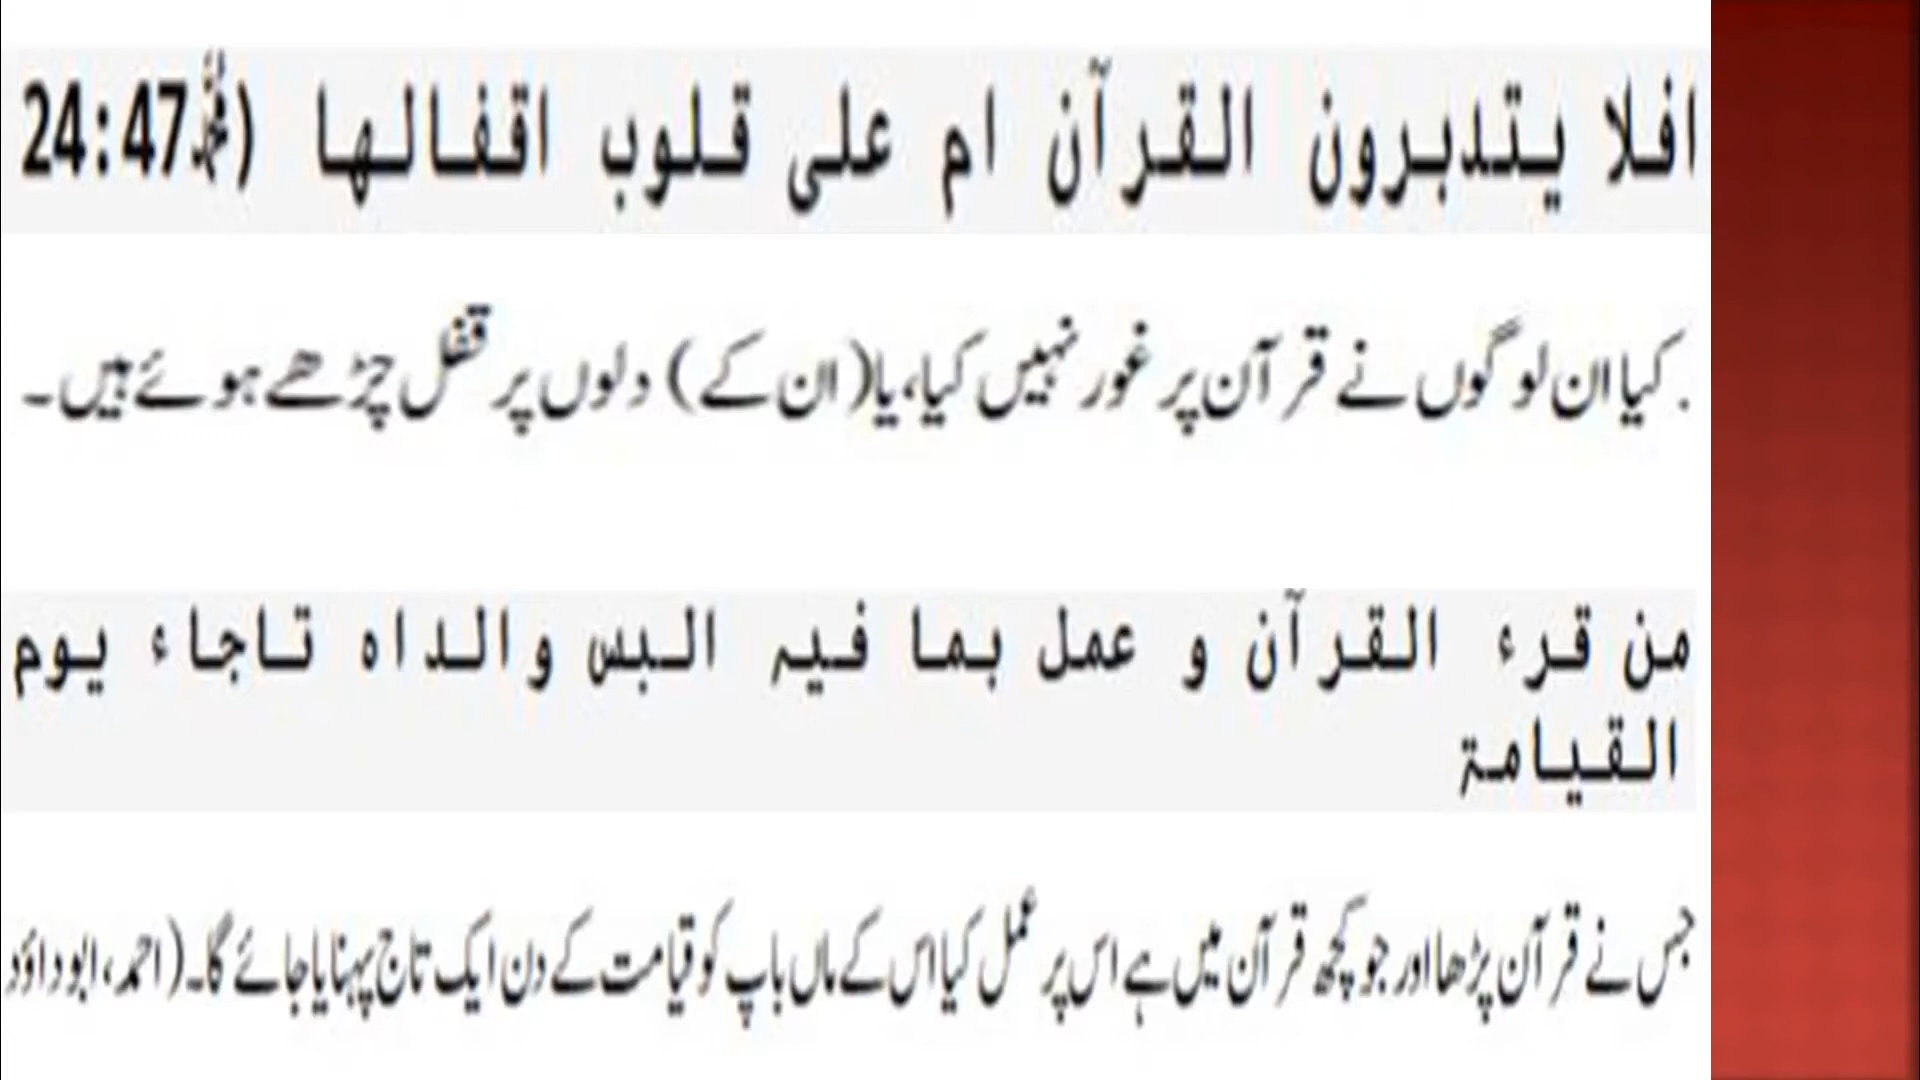 افلا یتدبرون القرآن ام علی قلوب اقفالها (محمدؐ 24:47
.کیا ان لوگوں نے قرآن پر غور نہیں کیا، یا (ان کے) دلوں پر قفل چڑھے ہوئے ہیں۔
من قرء القرآن و عمل بما فیہ البس والداہ تاجاء یوم
القیامۃ
جس نے قرآن پڑھا اور جو کچھ قرآن میں ہے اس پر عمل کیا اس کے ماں باپ کو قیامت کے دن ایک تاج پہنایا جائے گا۔ (احمد، ابوداؤد